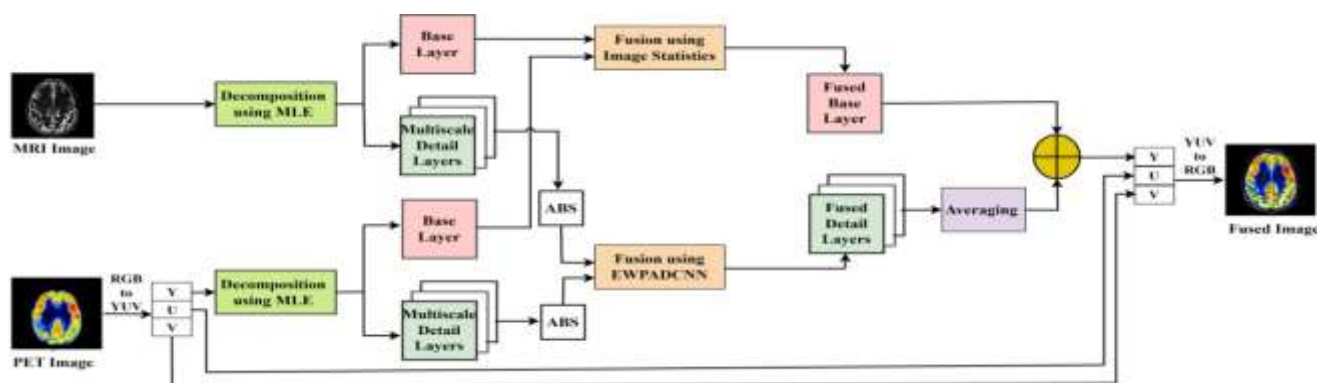 MRI Image
Decomposition
using MLE
Base
Layer
Multiscale
Detail
Layers
ABS
Fusion using
Image Statistics
Fused
Base
Layer
PET Image
RGB
to
YUV
Y
U
V
Decomposition
using MLE
Base
Layer
Multiscale
Detail
Layers
ABS
Fusion using
EWPADCNN
Fused
Detail
Layers
Averaging
Y
U
V
YUV
to
RGB
Fused Image